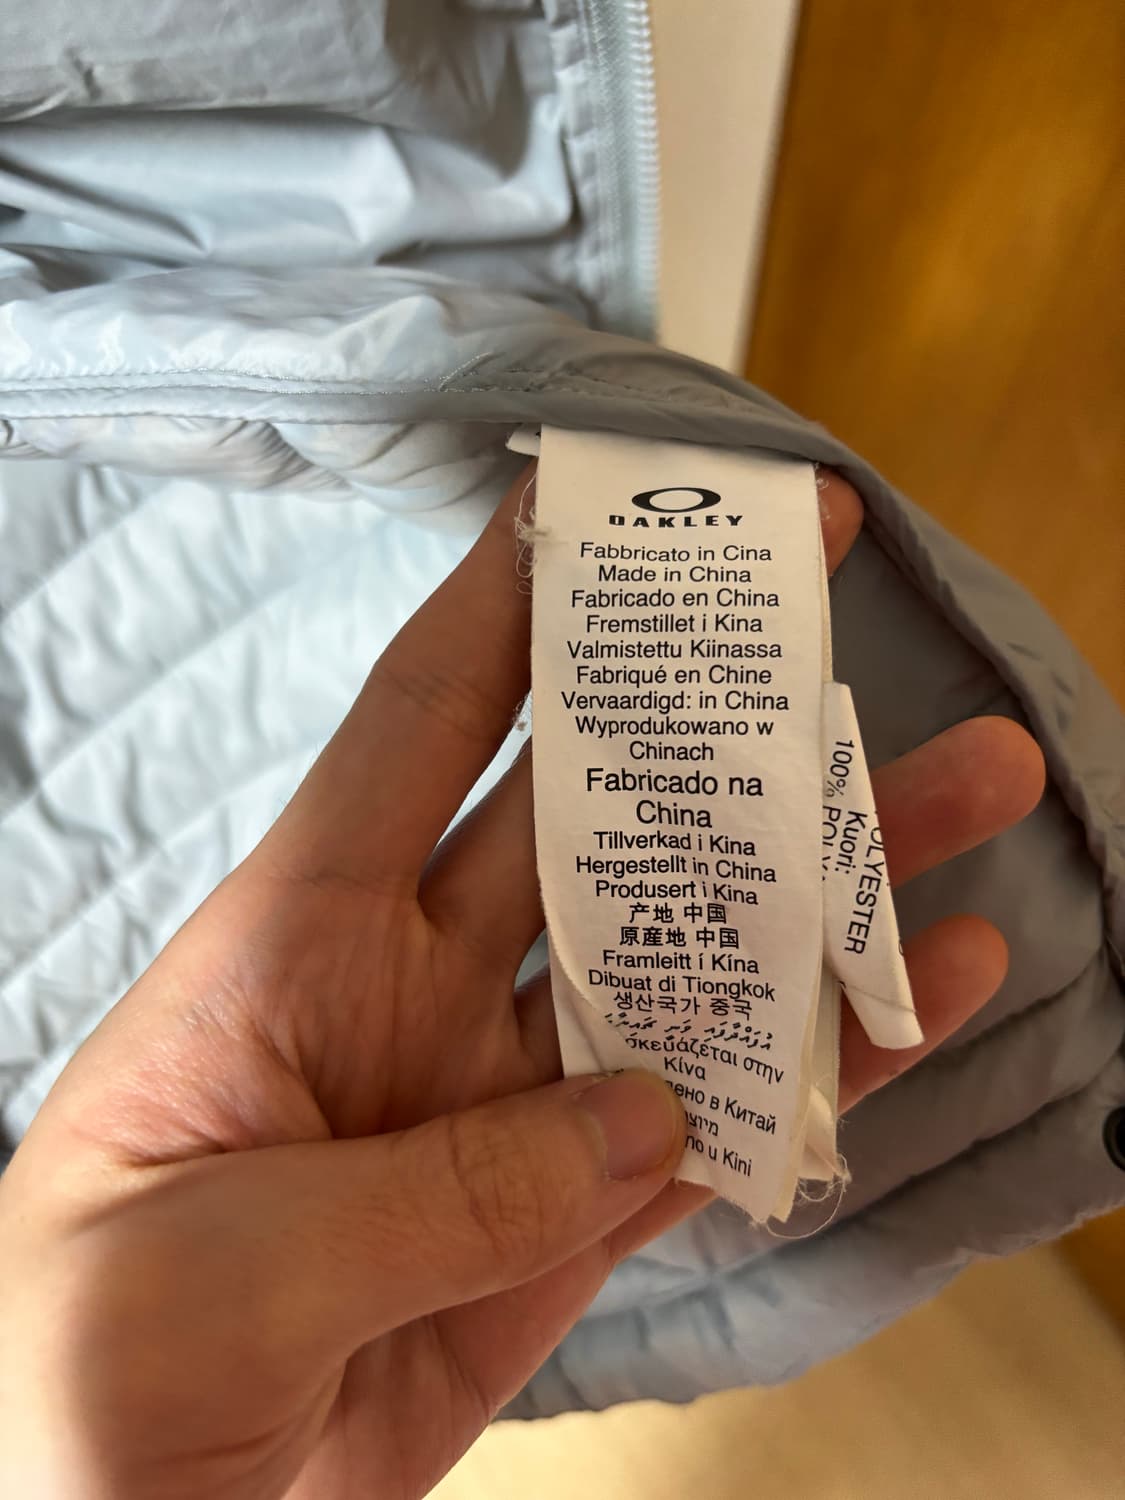 OAKLEY
Fabbricato in Cina
Made in China
Fabricado en China
Fremstillet i Kina
Valmistettu Kiinassa
Fabriqué en Chine
Vervaardigd: in China
Wyprodukowano w
Chinach
Fabricado na
China
Tillverkad i Kina
Hergestellt in China
Produsert i Kina
产地 中国
原産地 中国
Framleitt í Kína
Dibuat di Tiongkok
생산국가 중국
στην
Κίνα
в Китай
u Kini
POLYESTER
Kuori:
100%